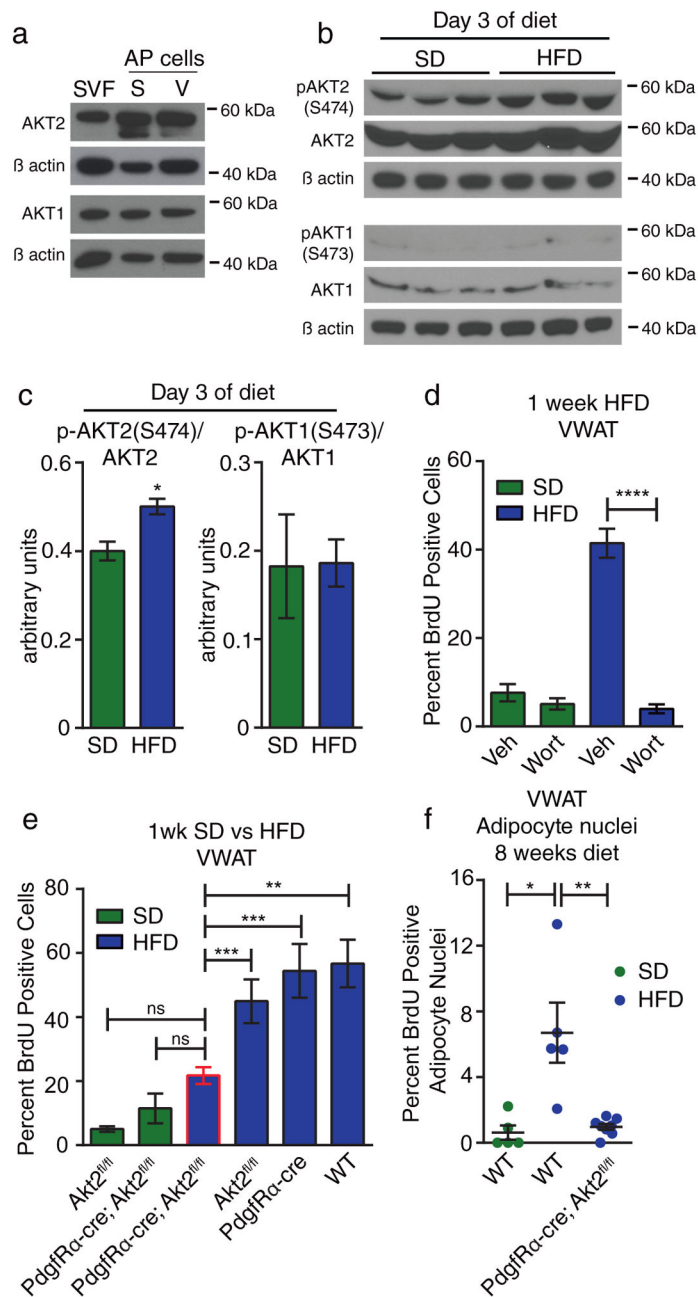 a
AP cells
SVF S V
AKT2
60 kDa
ß actin
40 kDa
AKT1
60 kDa
ß actin
40 kDa
b
Day 3 of diet
SD HFD
pAKT2
(S474)
60 kDa
AKT2
60 kDa
ß actin
40 kDa
pAKT1
(S473)
60 kDa
AKT1
60 kDa
ß actin
40 kDa
c
Day 3 of diet
p-AKT2(S474)/
AKT2
arbitrary units
0.6
0.4
0.2
0
SD HFD
*
p-AKT1(S473)/
AKT1
arbitrary units
0.3
0.2
0.1
0
SD HFD
d
1 week HFD
VWAT
Percent BrdU Positive Cells
60
40
20
0
SD
HFD
****
Veh Wort Veh Wort
e
1wk SD vs HFD
VWAT
Percent BrdU Positive Cells
80
60
40
20
0
SD
HFD
**
***
***
ns
ns
Akt2fl/fl
PdgfRα-cre; Akt2fl/fl
PdgfRα-cre; Akt2fl/fl
Akt2fl/fl
PdgfRα-cre
WT
f
VWAT
Adipocyte nuclei
8 weeks diet
Percent BrdU Positive
Adipocyte Nuclei
16
12
8
4
0
* **
SD
HFD
WT
WT
PdgfRα-cre; Akt2fl/fl